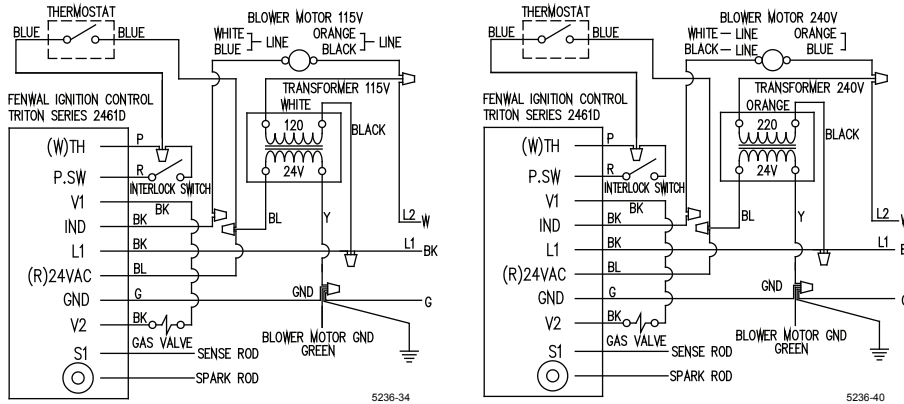 THERMOSTAT
BLUE
BLUE
BLOWER MOTOR 115V
WHITE
BLUE
LINE
ORANGE
BLACK
LINE
TRANSFORMER 115V
WHITE
BLACK
FENWAL IGNITION CONTROL
TRITON SERIES 2461D
120
24V
(W)TH
P
P.SW
R
INTERLOCK SWITCH
V1
BK
IND
BK
BL
Y
L2
W
L1
BK
L1
BK
(R)24VAC
BL
GND
G
GND
G
V2
BK
GAS VALVE
BLOWER MOTOR GND
GREEN
S1
SENSE ROD
SPARK ROD
5236-34
THERMOSTAT
BLUE
BLUE
BLOWER MOTOR 240V
WHITE
LINE
BLACK
LINE
ORANGE
BLUE
TRANSFORMER 240V
ORANGE
BLACK
FENWAL IGNITION CONTROL
TRITON SERIES 2461D
220
24V
(W)TH
P
P.SW
R
INTERLOCK SWITCH
V1
BK
IND
BK
BL
Y
L2
L1
BK
L1
(R)24VAC
BL
GND
G
GND
V2
BK
GAS VALVE
BLOWER MOTOR GND
GREEN
S1
SENSE ROD
SPARK ROD
5236-40